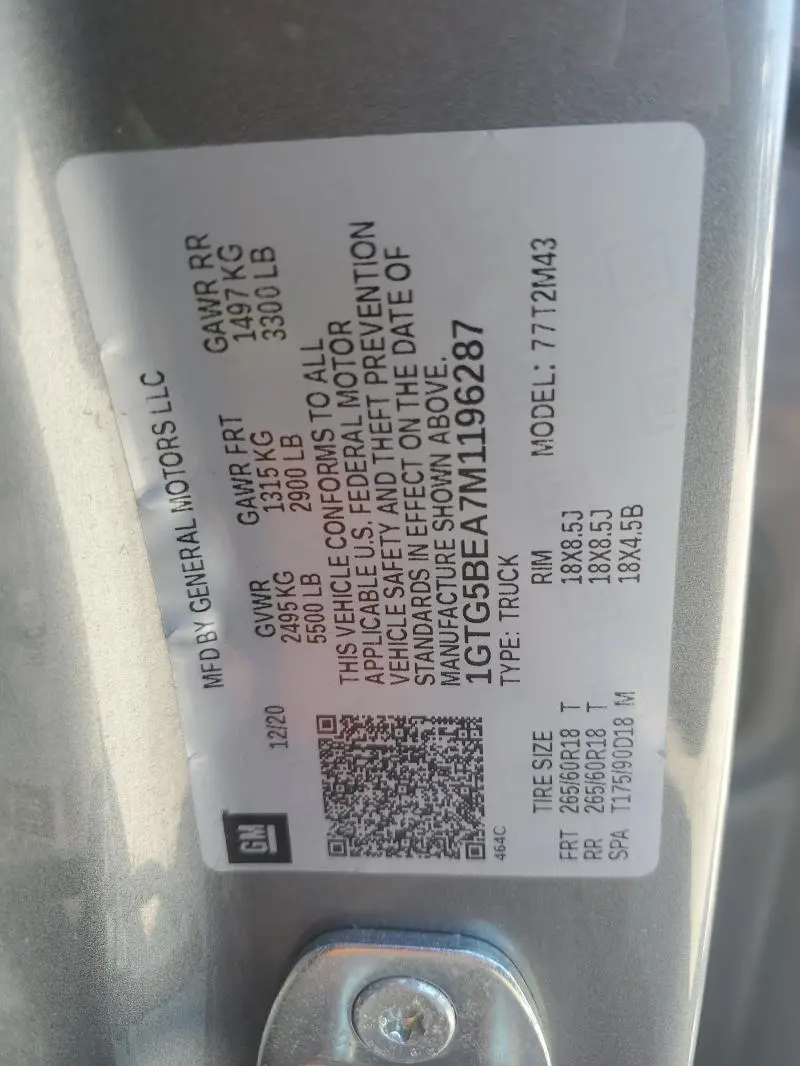 MFD BY GENERAL MOTORS LLC
GM
12/20
GVWR GAWR FRT GAWR RR
2495 KG 1315 KG 1497 KG
5500 LB 2900 LB 3300 LB
THIS VEHICLE CONFORMS TO ALL
APPLICABLE U.S. FEDERAL MOTOR
VEHICLE SAFETY AND THEFT PREVENTION
STANDARDS IN EFFECT ON THE DATE OF
MANUFACTURE SHOWN ABOVE.
1GTG5BEA7M1196287
464C
TYPE: TRUCK
TIRE SIZE RIM MODEL: 77T2M43
FRT 265/60R18 T 18X8.5J
RR 265/60R18 T 18X8.5J
SPA T175/90D18 M 18X4.5B